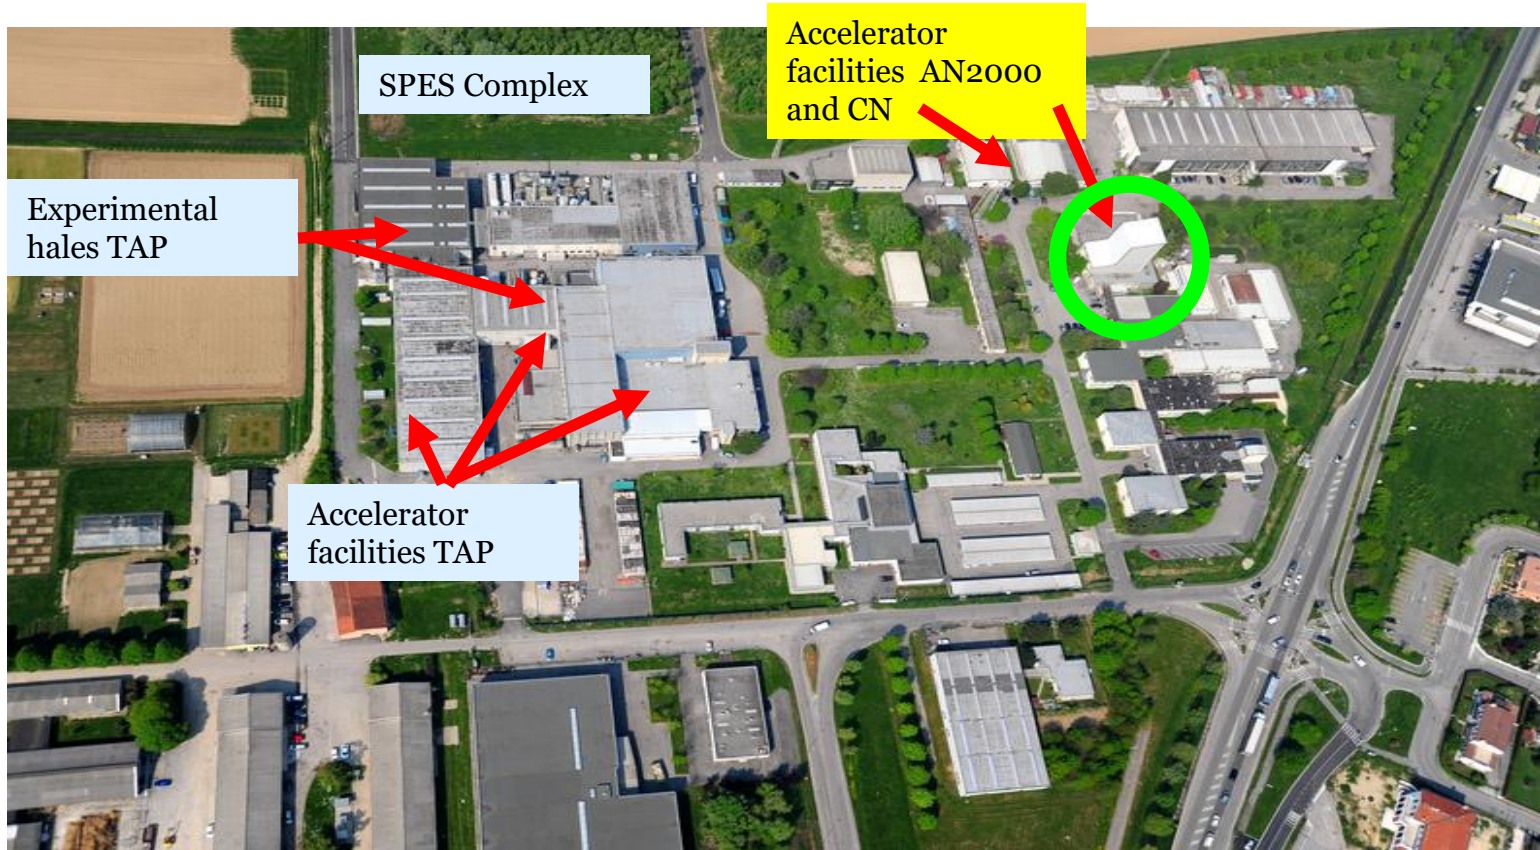 SPES Complex
Accelerator
facilities AN2000
and CN
Experimental
hales TAP
Accelerator
facilities TAP